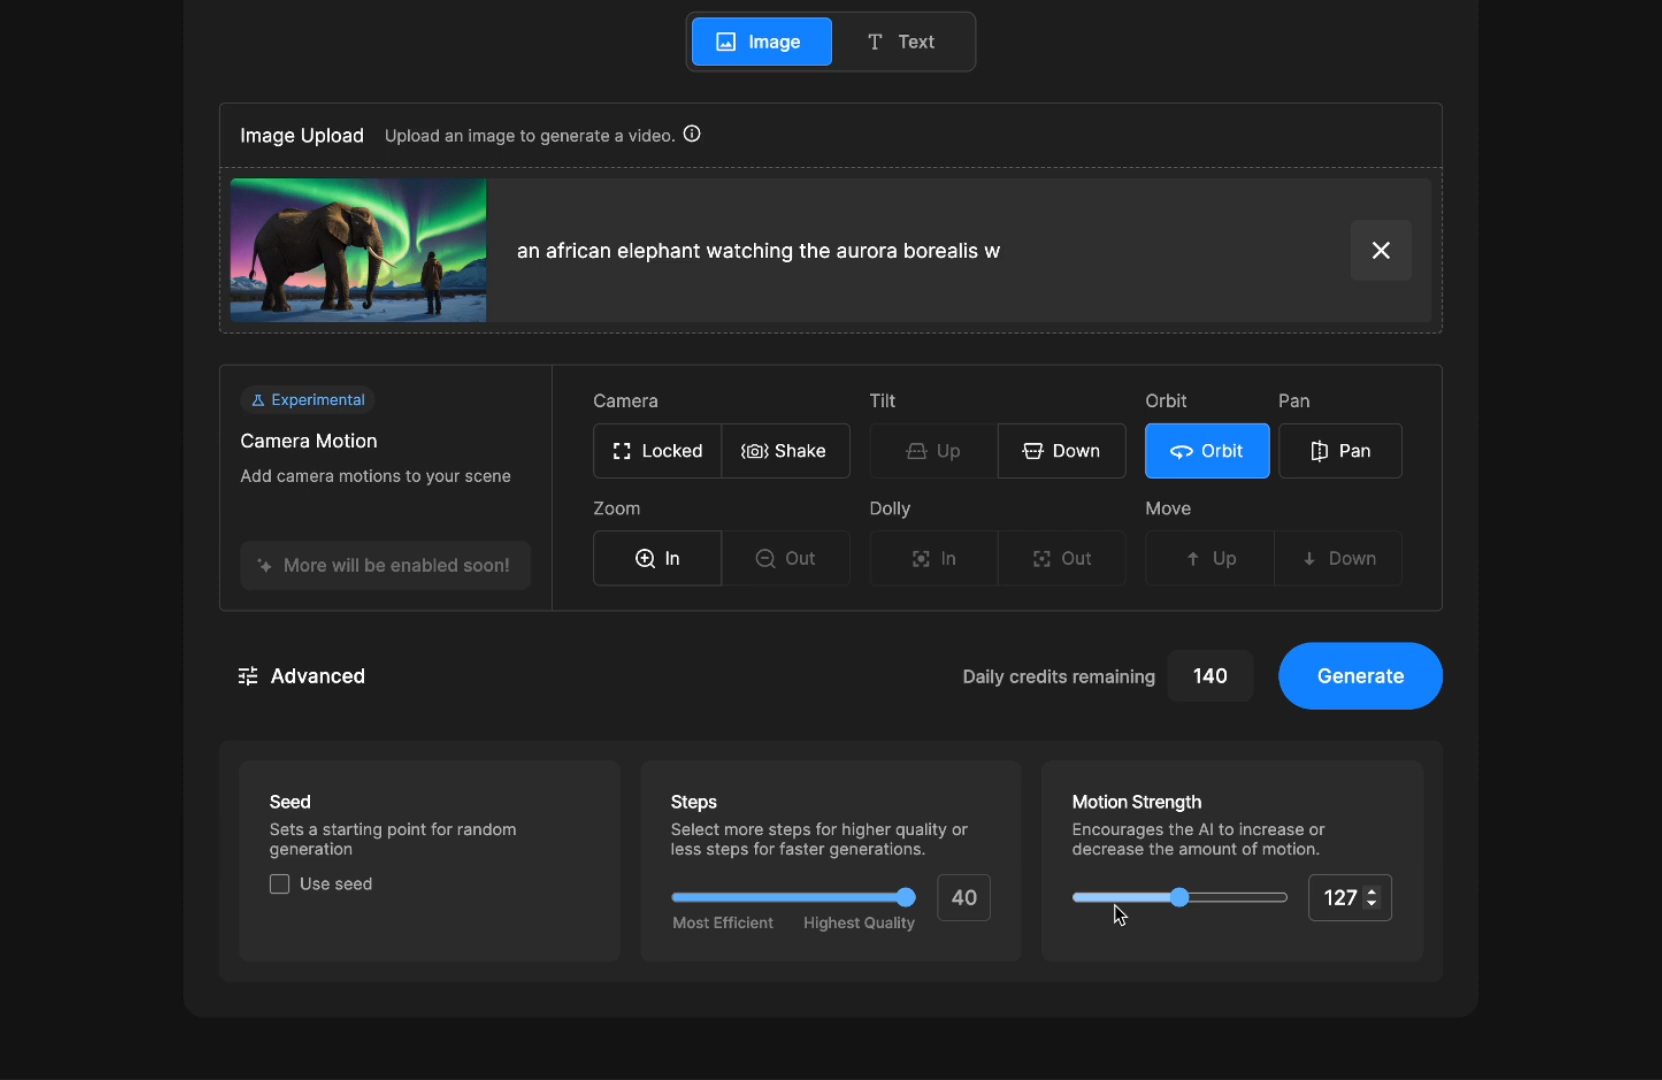 Image
Text
Image Upload Upload an image to generate a video.
an african elephant watching the aurora borealis w
Experimental
Camera Motion
Add camera motions to your scene
More will be enabled soon!
Camera Tilt Orbit Pan
Locked Shake Up Down Orbit Pan
Zoom Dolly Move
In Out In Out Up Down
Advanced
Daily credits remaining 140 Generate
Seed
Sets a starting point for random
generation
Use seed
Steps
Select more steps for higher quality or
less steps for faster generations.
40
Most Efficient Highest Quality
Motion Strength
Encourages the AI to increase or
decrease the amount of motion.
127